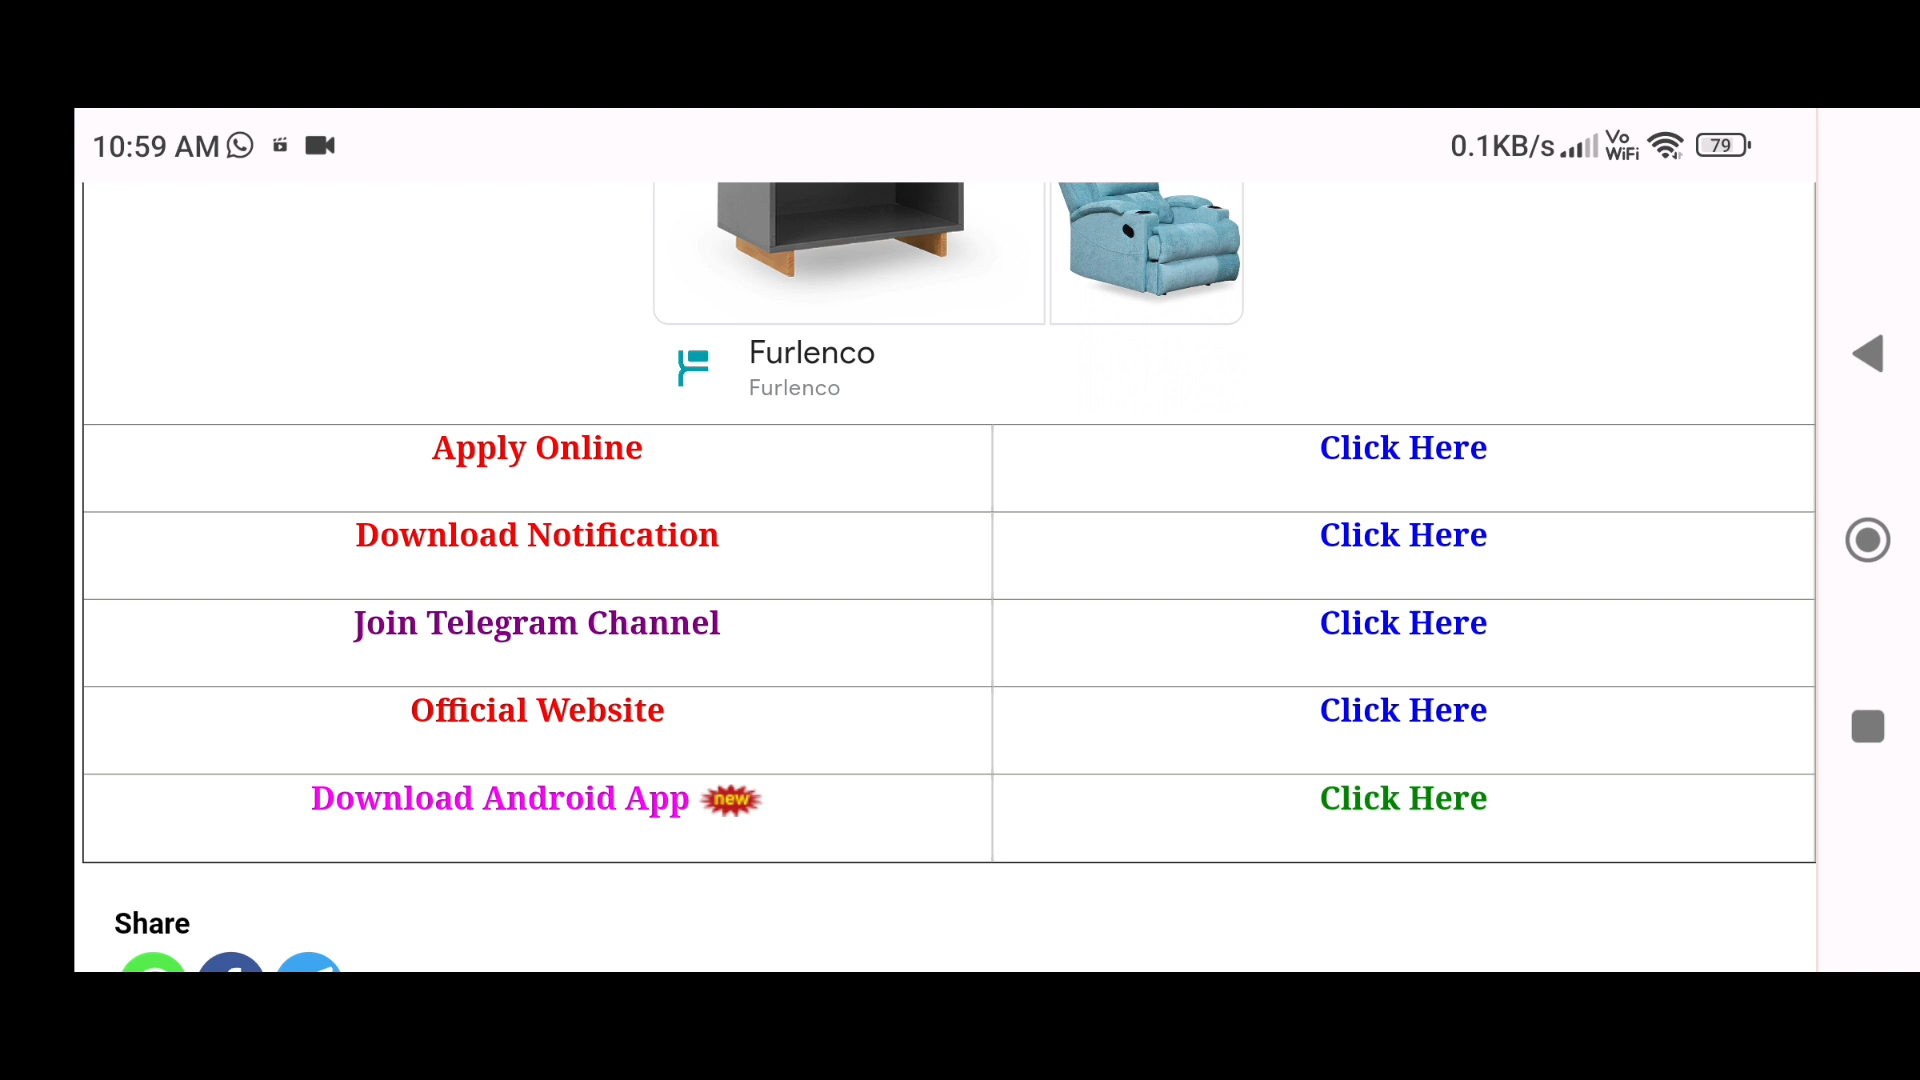 10:59 AM 0.1KB/s Vo WiFi 79
Furlenco
Furlenco
Apply Online Click Here
Download Notification Click Here
Join Telegram Channel Click Here
Official Website Click Here
Download Android App new Click Here
Share